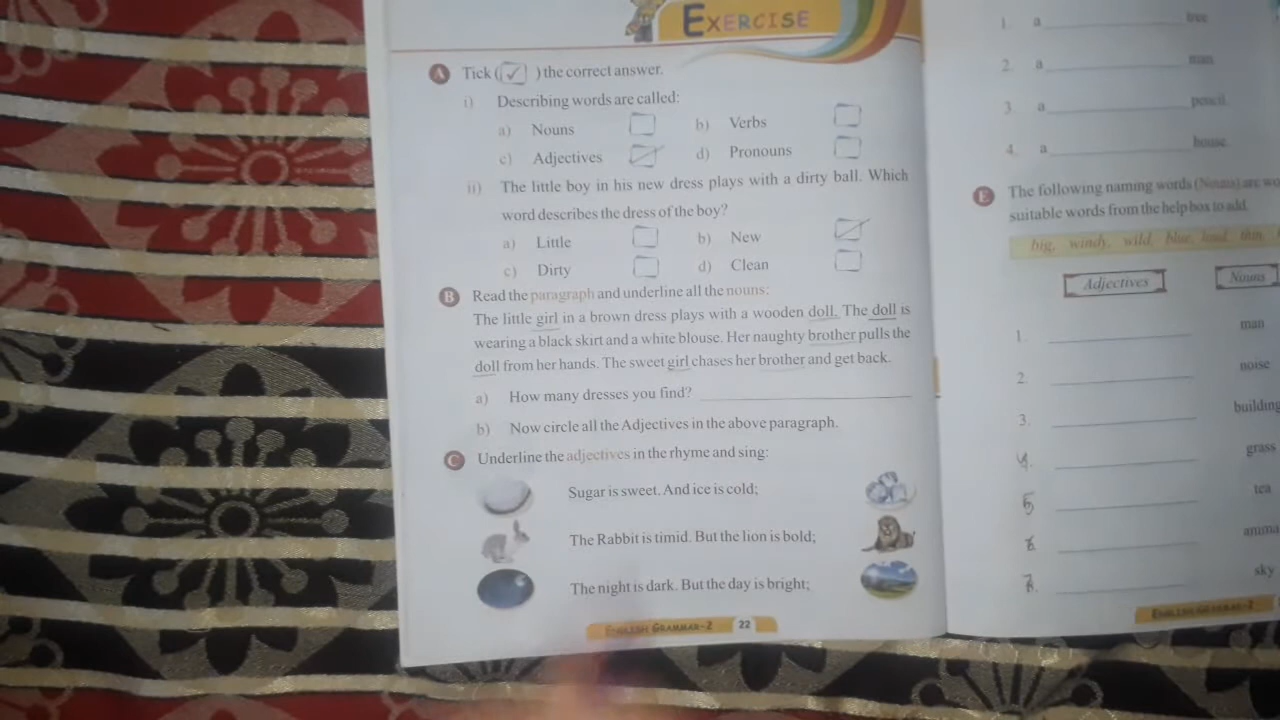 EXERCISE
A Tick ( ✓ ) the correct answer.
i) Describing words are called:
a) Nouns b) Verbs
c) Adjectives d) Pronouns
ii) The little boy in his new dress plays with a dirty ball. Which
word describes the dress of the boy?
a) Little b) New
c) Dirty d) Clean
B Read the paragraph and underline all the nouns:
The little girl in a brown dress plays with a wooden doll. The doll is
wearing a black skirt and a white blouse. Her naughty brother pulls the
doll from her hands. The sweet girl chases her brother and get back.
a) How many dresses you find?
b) Now circle all the Adjectives in the above paragraph.
C Underline the adjectives in the rhyme and sing:
Sugar is sweet. And ice is cold;
The Rabbit is timid. But the lion is bold;
The night is dark. But the day is bright;
ENGLISH GRAMMAR-2 22
1. a tree
2. a man
3. a pencil.
4. a house.
E The following naming words (Nouns) are wo
suitable words from the help box to add.
big, windy, wild, blue, loud, thin,
Adjectives Nouns
1. man
2. noise
3. building
4. grass
5 tea
6. anima
7. sky
ENGLISH GRAMMAR-2